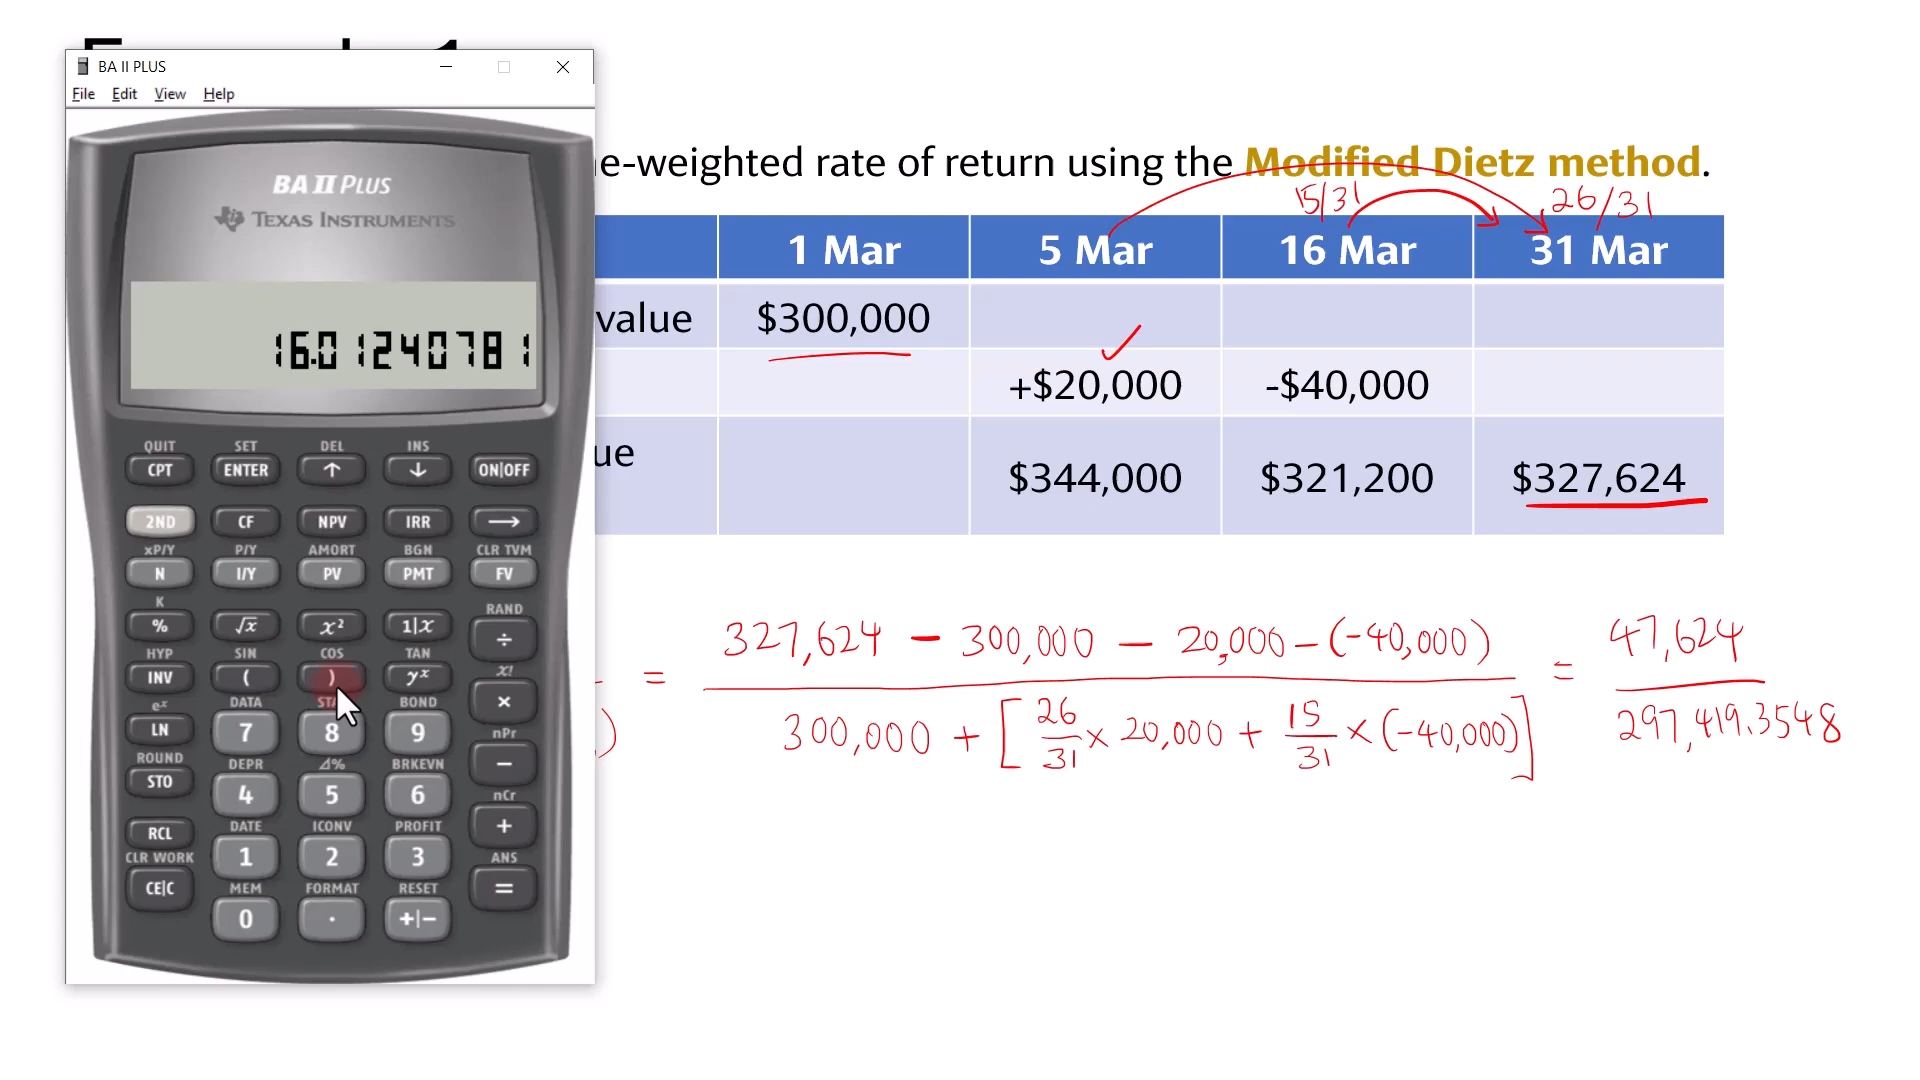 BA II PLUS
File Edit View Help
BA II PLUS
TEXAS INSTRUMENTS
16.01240781
QUIT SET DEL INS
CPT ENTER ↑ ↓ ON|OFF
2ND CF NPV IRR →
xP/Y P/Y AMORT BGN CLR TVM
N I/Y PV PMT FV
K RAND
% √x x² 1|x ÷
HYP SIN COS TAN x!
INV ( ) yˣ ×
eˣ DATA BOND nPr
LN 7 8 9 −
ROUND DEPR Δ% BRKEVN nCr
STO 4 5 6 +
DATE ICONV PROFIT ANS
RCL 1 2 3 =
CLR WORK MEM FORMAT RESET
CE|C 0 . +|−
e-weighted rate of return using the Modified Dietz method.
15/31 26/31
1 Mar 5 Mar 16 Mar 31 Mar
value $300,000
+$20,000 -$40,000
ue $344,000 $321,200 $327,624
= 327,624 − 300,000 − 20,000 − (−40,000) = 47,624
) 300,000 + [ 26/31 × 20,000 + 15/31 × (−40,000) ] 297,419.3548